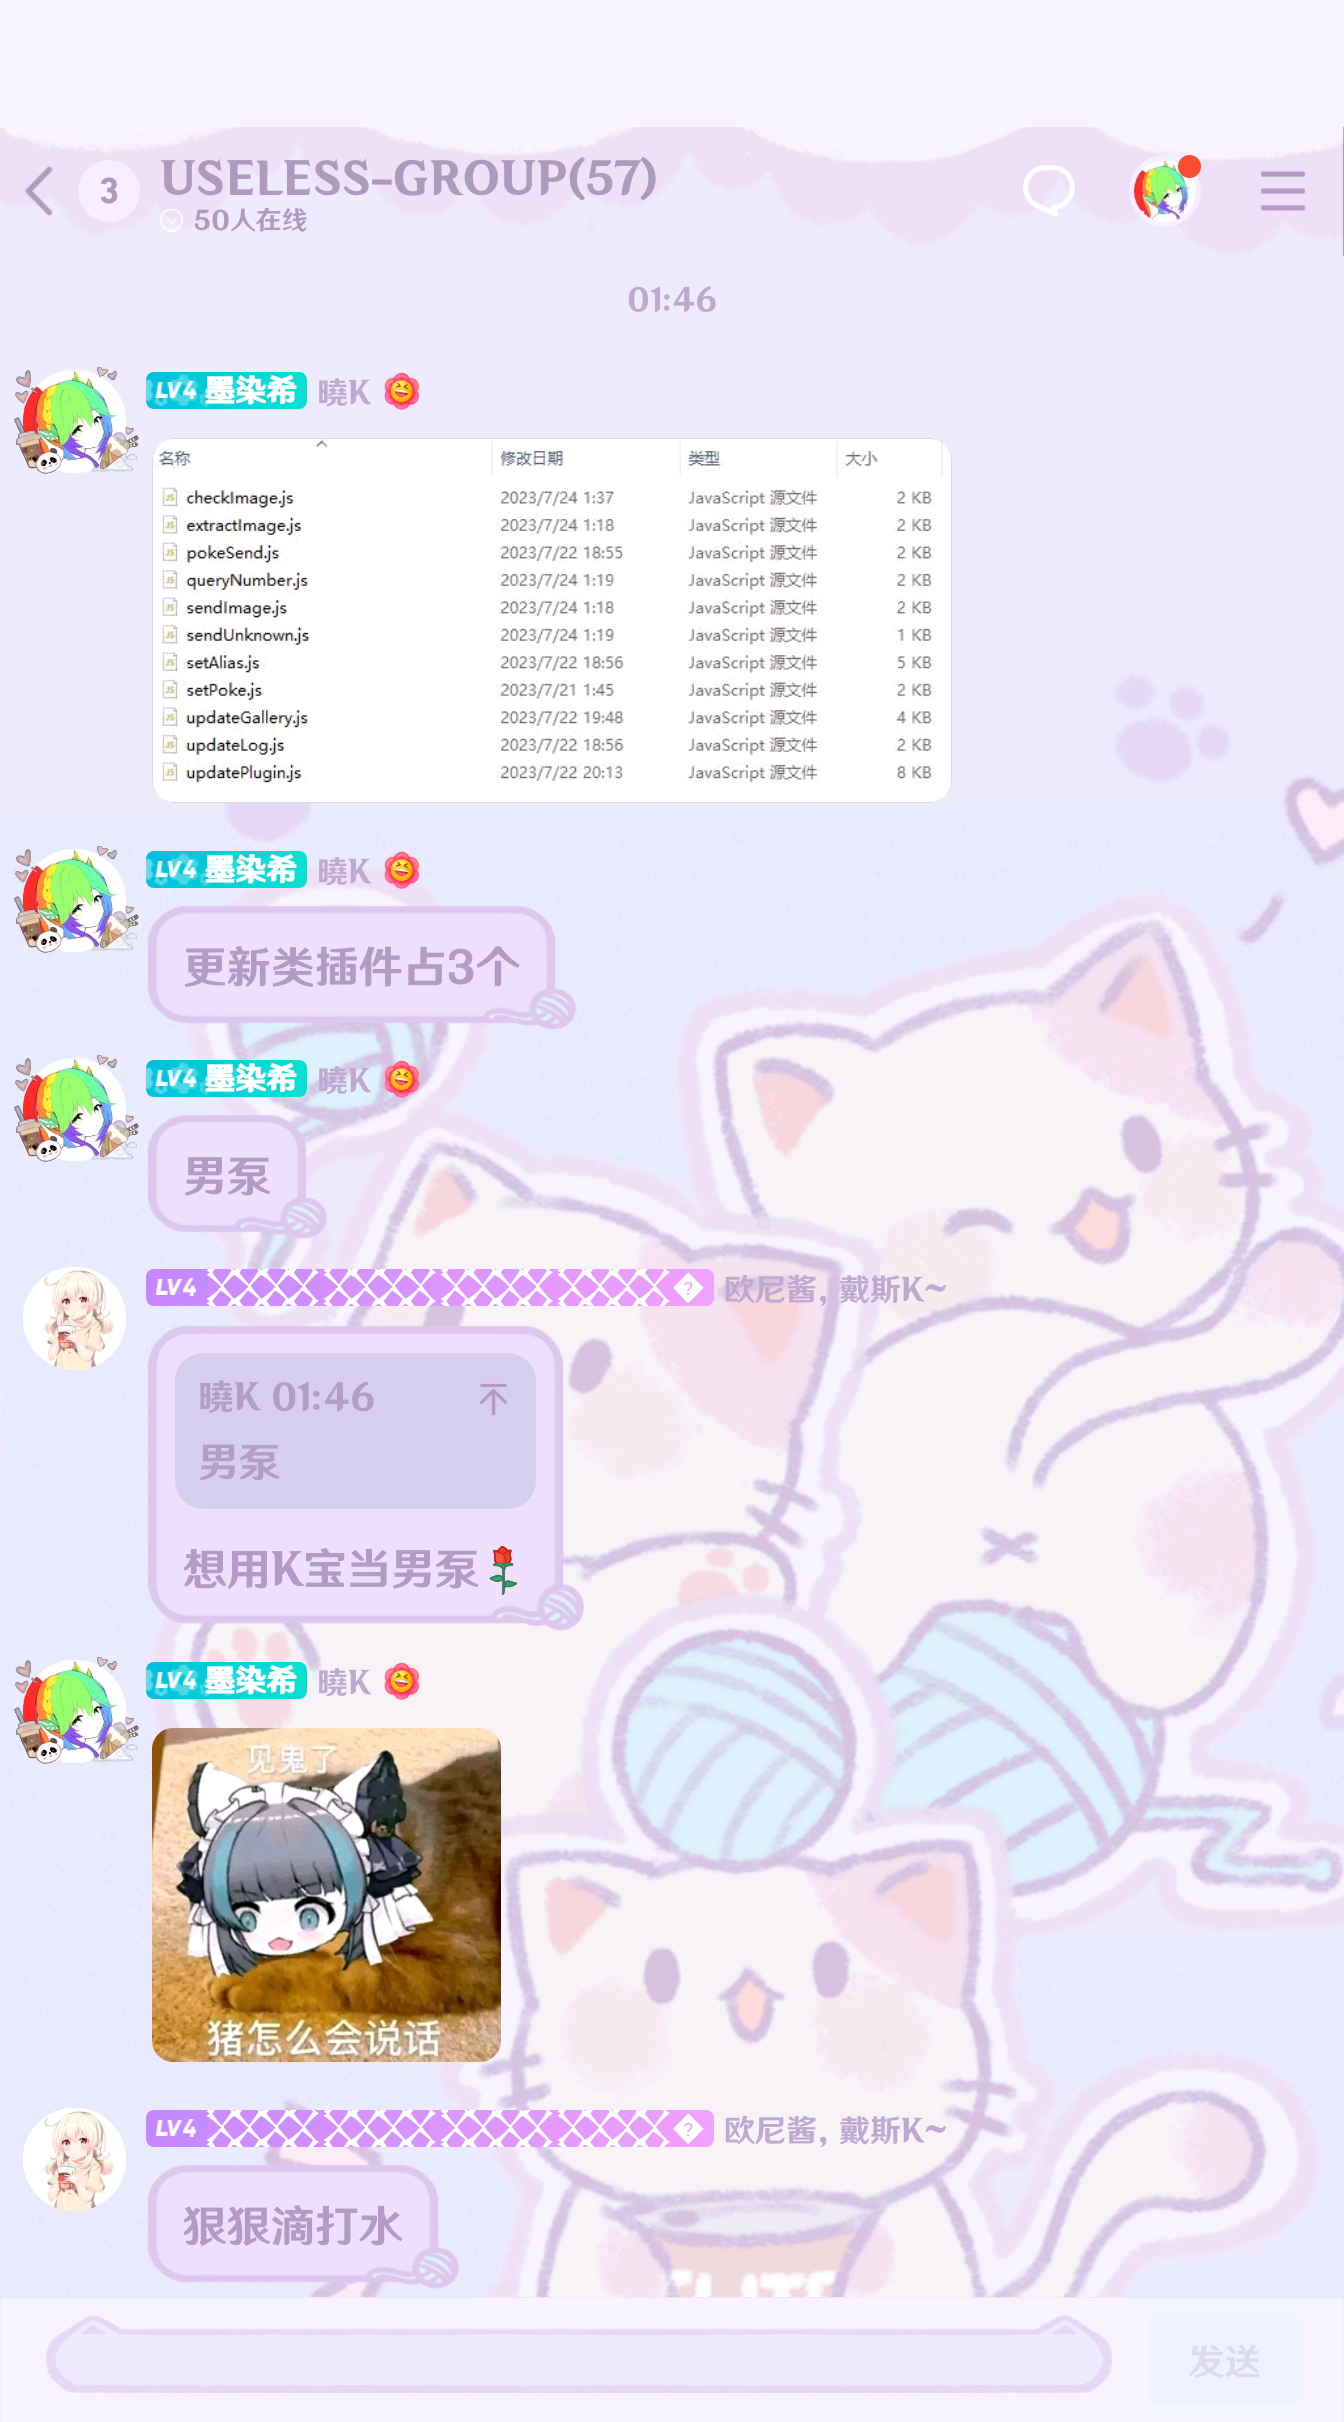 3
USELESS-GROUP(57)
50人在线
01:46
LV4 墨染希 曉K
名称 修改日期 类型 大小
checkImage.js 2023/7/24 1:37 JavaScript 源文件 2 KB
extractImage.js 2023/7/24 1:18 JavaScript 源文件 2 KB
pokeSend.js 2023/7/22 18:55 JavaScript 源文件 2 KB
queryNumber.js 2023/7/24 1:19 JavaScript 源文件 2 KB
sendImage.js 2023/7/24 1:18 JavaScript 源文件 2 KB
sendUnknown.js 2023/7/24 1:19 JavaScript 源文件 1 KB
setAlias.js 2023/7/22 18:56 JavaScript 源文件 5 KB
setPoke.js 2023/7/21 1:45 JavaScript 源文件 2 KB
updateGallery.js 2023/7/22 19:48 JavaScript 源文件 4 KB
updateLog.js 2023/7/22 18:56 JavaScript 源文件 2 KB
updatePlugin.js 2023/7/22 20:13 JavaScript 源文件 8 KB
LV4 墨染希 曉K
更新类插件占3个
LV4 墨染希 曉K
男泵
LV4 ? 欧尼酱, 戴斯K~
曉K 01:46
男泵
想用K宝当男泵🌹
LV4 墨染希 曉K
见鬼了
猪怎么会说话
LV4 ? 欧尼酱, 戴斯K~
狠狠滴打水
发送